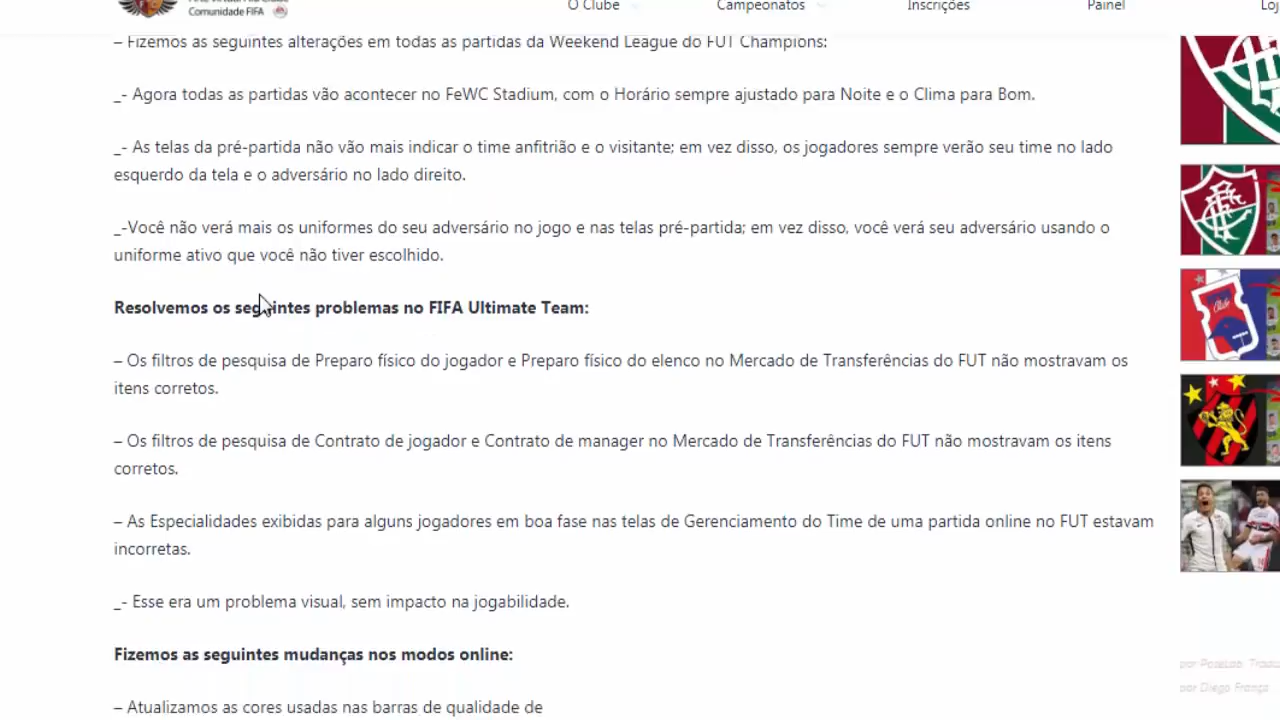 Comunidade FIFA
O Clube
Campeonatos
Inscrições
Painel
Loj
– Fizemos as seguintes alterações em todas as partidas da Weekend League do FUT Champions:
_- Agora todas as partidas vão acontecer no FeWC Stadium, com o Horário sempre ajustado para Noite e o Clima para Bom.
_- As telas da pré-partida não vão mais indicar o time anfitrião e o visitante; em vez disso, os jogadores sempre verão seu time no lado
esquerdo da tela e o adversário no lado direito.
_-Você não verá mais os uniformes do seu adversário no jogo e nas telas pré-partida; em vez disso, você verá seu adversário usando o
uniforme ativo que você não tiver escolhido.
Resolvemos os seguintes problemas no FIFA Ultimate Team:
– Os filtros de pesquisa de Preparo físico do jogador e Preparo físico do elenco no Mercado de Transferências do FUT não mostravam os
itens corretos.
– Os filtros de pesquisa de Contrato de jogador e Contrato de manager no Mercado de Transferências do FUT não mostravam os itens
corretos.
– As Especialidades exibidas para alguns jogadores em boa fase nas telas de Gerenciamento do Time de uma partida online no FUT estavam
incorretas.
_- Esse era um problema visual, sem impacto na jogabilidade.
Fizemos as seguintes mudanças nos modos online:
– Atualizamos as cores usadas nas barras de qualidade de
por Diego França